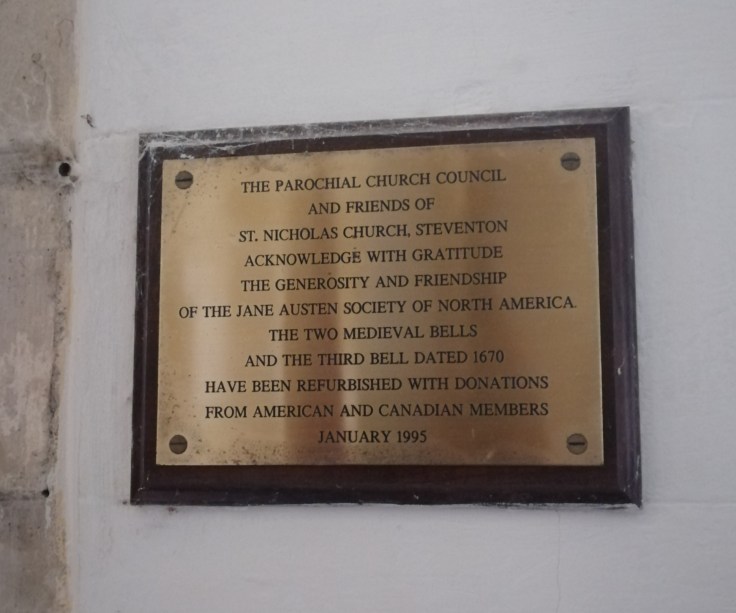 THE PAROCHIAL CHURCH COUNCIL
AND FRIENDS OF
ST. NICHOLAS CHURCH, STEVENTON
ACKNOWLEDGE WITH GRATITUDE
THE GENEROSITY AND FRIENDSHIP
OF THE JANE AUSTEN SOCIETY OF NORTH AMERICA.
THE TWO MEDIEVAL BELLS
AND THE THIRD BELL DATED 1670
HAVE BEEN REFURBISHED WITH DONATIONS
FROM AMERICAN AND CANADIAN MEMBERS
JANUARY 1995